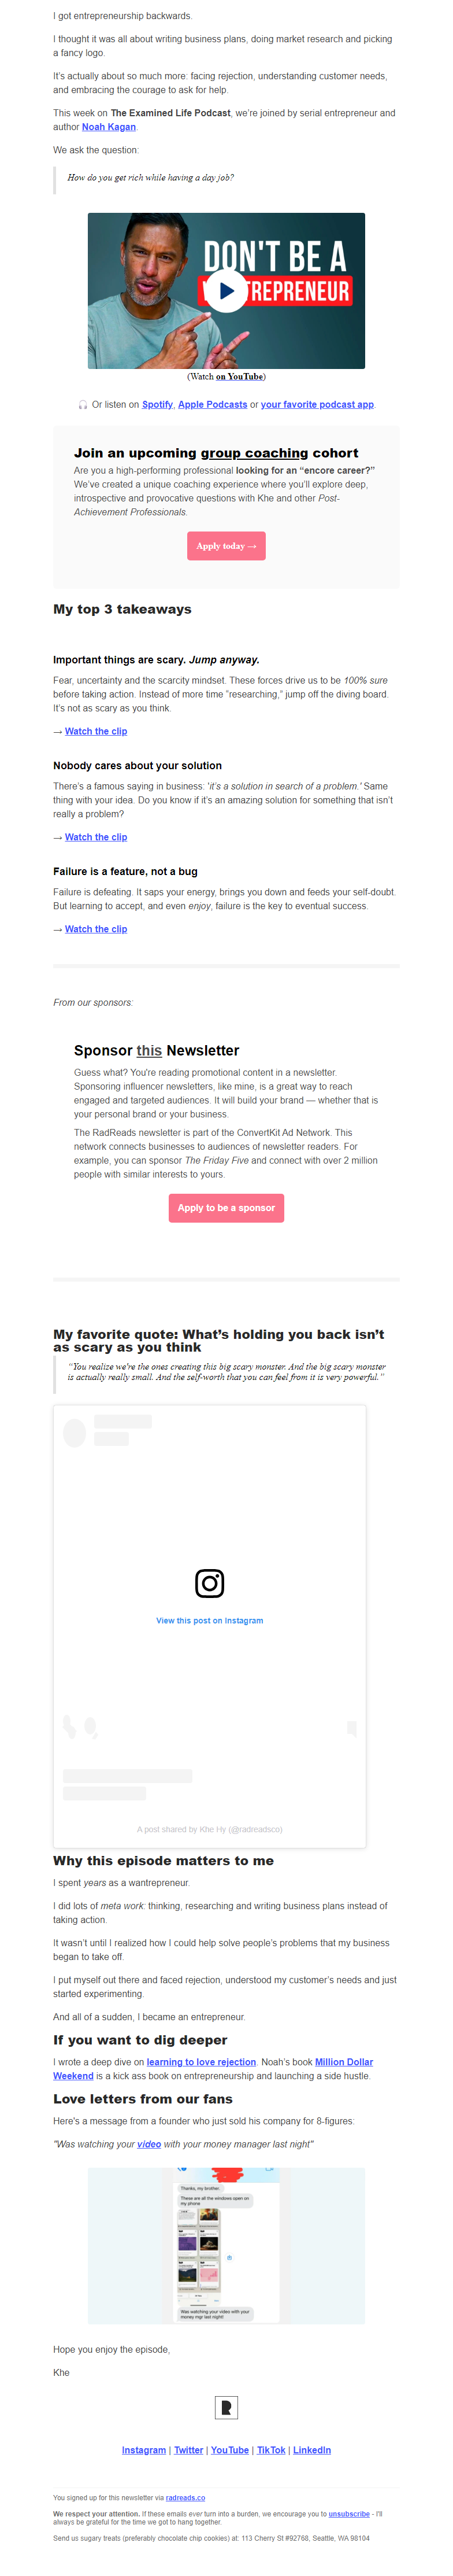 I got entrepreneurship backwards.
I thought it was all about writing business plans, doing market research and picking
a fancy logo.
It's actually about so much more: facing rejection, understanding customer needs,
and embracing the courage to ask for help.
This week on The Examined Life Podcast, we're joined by serial entrepreneur and
author Noah Kagan.
We ask the question:
How do you get rich while having a day job?
DON'T BE A
REPRENEUR
(Watch on YouTube)
🎧 Or listen on Spotify, Apple Podcasts or your favorite podcast app.
Join an upcoming group coaching cohort
Are you a high-performing professional looking for an “encore career?”
We've created a unique coaching experience where you'll explore deep,
introspective and provocative questions with Khe and other Post-
Achievement Professionals.
Apply today →
My top 3 takeaways
Important things are scary. Jump anyway.
Fear, uncertainty and the scarcity mindset. These forces drive us to be 100% sure
before taking action. Instead of more time "researching," jump off the diving board.
It's not as scary as you think.
→ Watch the clip
Nobody cares about your solution
There's a famous saying in business: 'it's a solution in search of a problem.' Same
thing with your idea. Do you know if it's an amazing solution for something that isn't
really a problem?
→ Watch the clip
Failure is a feature, not a bug
Failure is defeating. It saps your energy, brings you down and feeds your self-doubt.
But learning to accept, and even enjoy, failure is the key to eventual success.
→ Watch the clip
From our sponsors:
Sponsor this Newsletter
Guess what? You're reading promotional content in a newsletter.
Sponsoring influencer newsletters, like mine, is a great way to reach
engaged and targeted audiences. It will build your brand — whether that is
your personal brand or your business.
The RadReads newsletter is part of the ConvertKit Ad Network. This
network connects businesses to audiences of newsletter readers. For
example, you can sponsor The Friday Five and connect with over 2 million
people with similar interests to yours.
Apply to be a sponsor
My favorite quote: What's holding you back isn't
as scary as you think
“You realize we're the ones creating this big scary monster. And the big scary monster
is actually really small. And the self-worth that you can feel from it is very powerful.”
View this post on Instagram
A post shared by Khe Hy (@radreadsco)
Why this episode matters to me
I spent years as a wantrepreneur.
I did lots of meta work: thinking, researching and writing business plans instead of
taking action.
It wasn't until I realized how I could help solve people's problems that my business
began to take off.
I put myself out there and faced rejection, understood my customer's needs and just
started experimenting.
And all of a sudden, I became an entrepreneur.
If you want to dig deeper
I wrote a deep dive on learning to love rejection. Noah's book Million Dollar
Weekend is a kick ass book on entrepreneurship and launching a side hustle.
Love letters from our fans
Here's a message from a founder who just sold his company for 8-figures:
"Was watching your video with your money manager last night"
Thanks, my brother.
These are all the windows open on
my phone
Was watching your video with your
money mgr last night!
Hope you enjoy the episode,
Khe
R
Instagram | Twitter | YouTube | TikTok | LinkedIn
You signed up for this newsletter via radreads.co
We respect your attention. If these emails ever turn into a burden, we encourage you to unsubscribe - I'll
always be grateful for the time we got to hang together.
Send us sugary treats (preferably chocolate chip cookies) at: 113 Cherry St #92768, Seattle, WA 98104